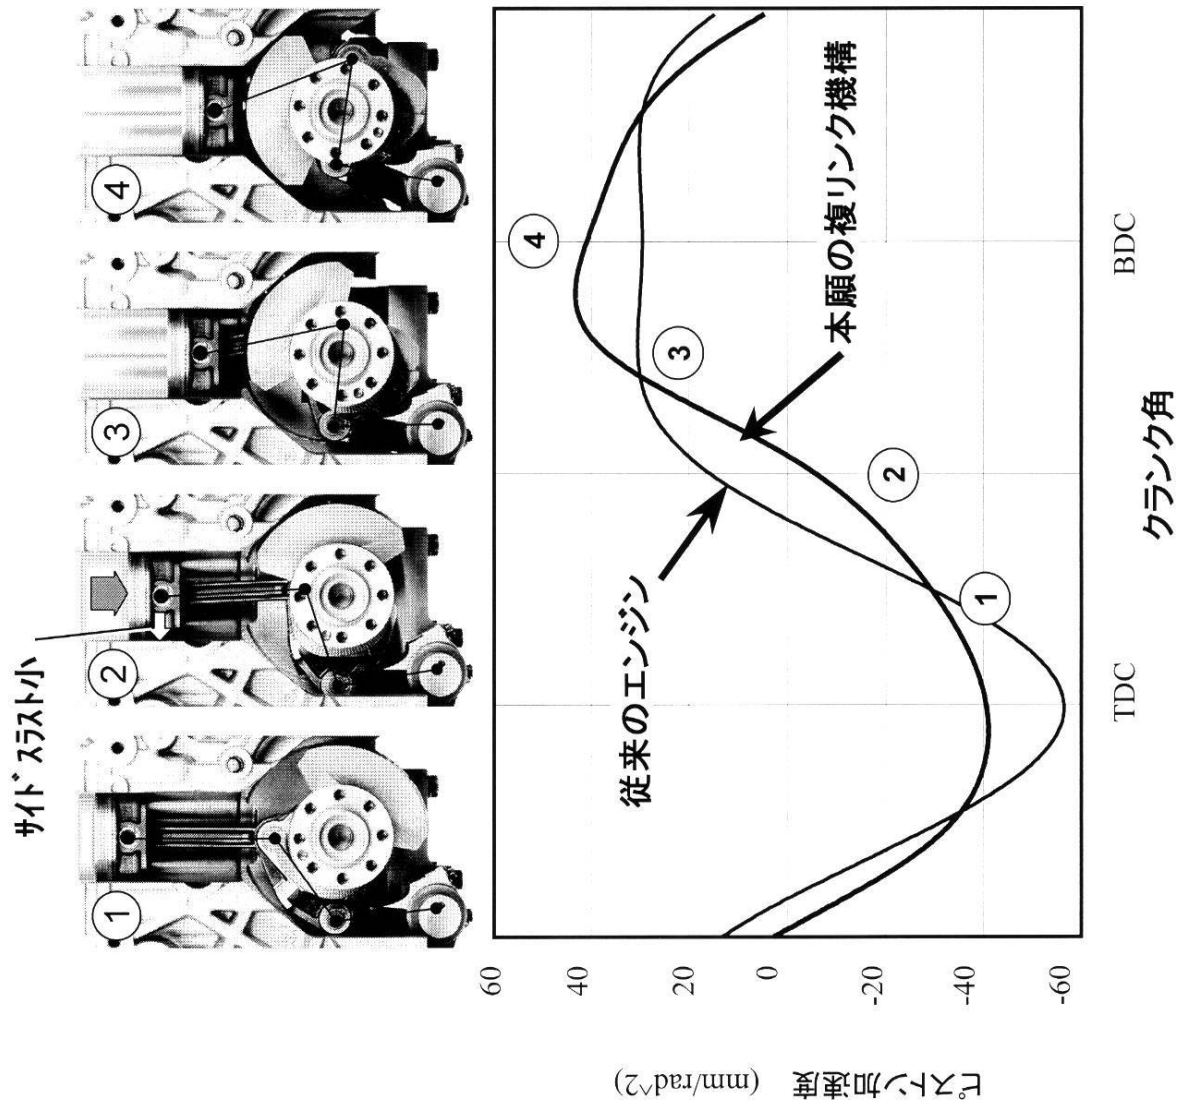 サイド スラスト小
①
②
③
④
60
40
20
0
-20
-40
-60
ピストン加速度
(mm/rad^2)
従来のエンジン
本願の複リンク機構
①
②
③
④
TDC
BDC
クランク角